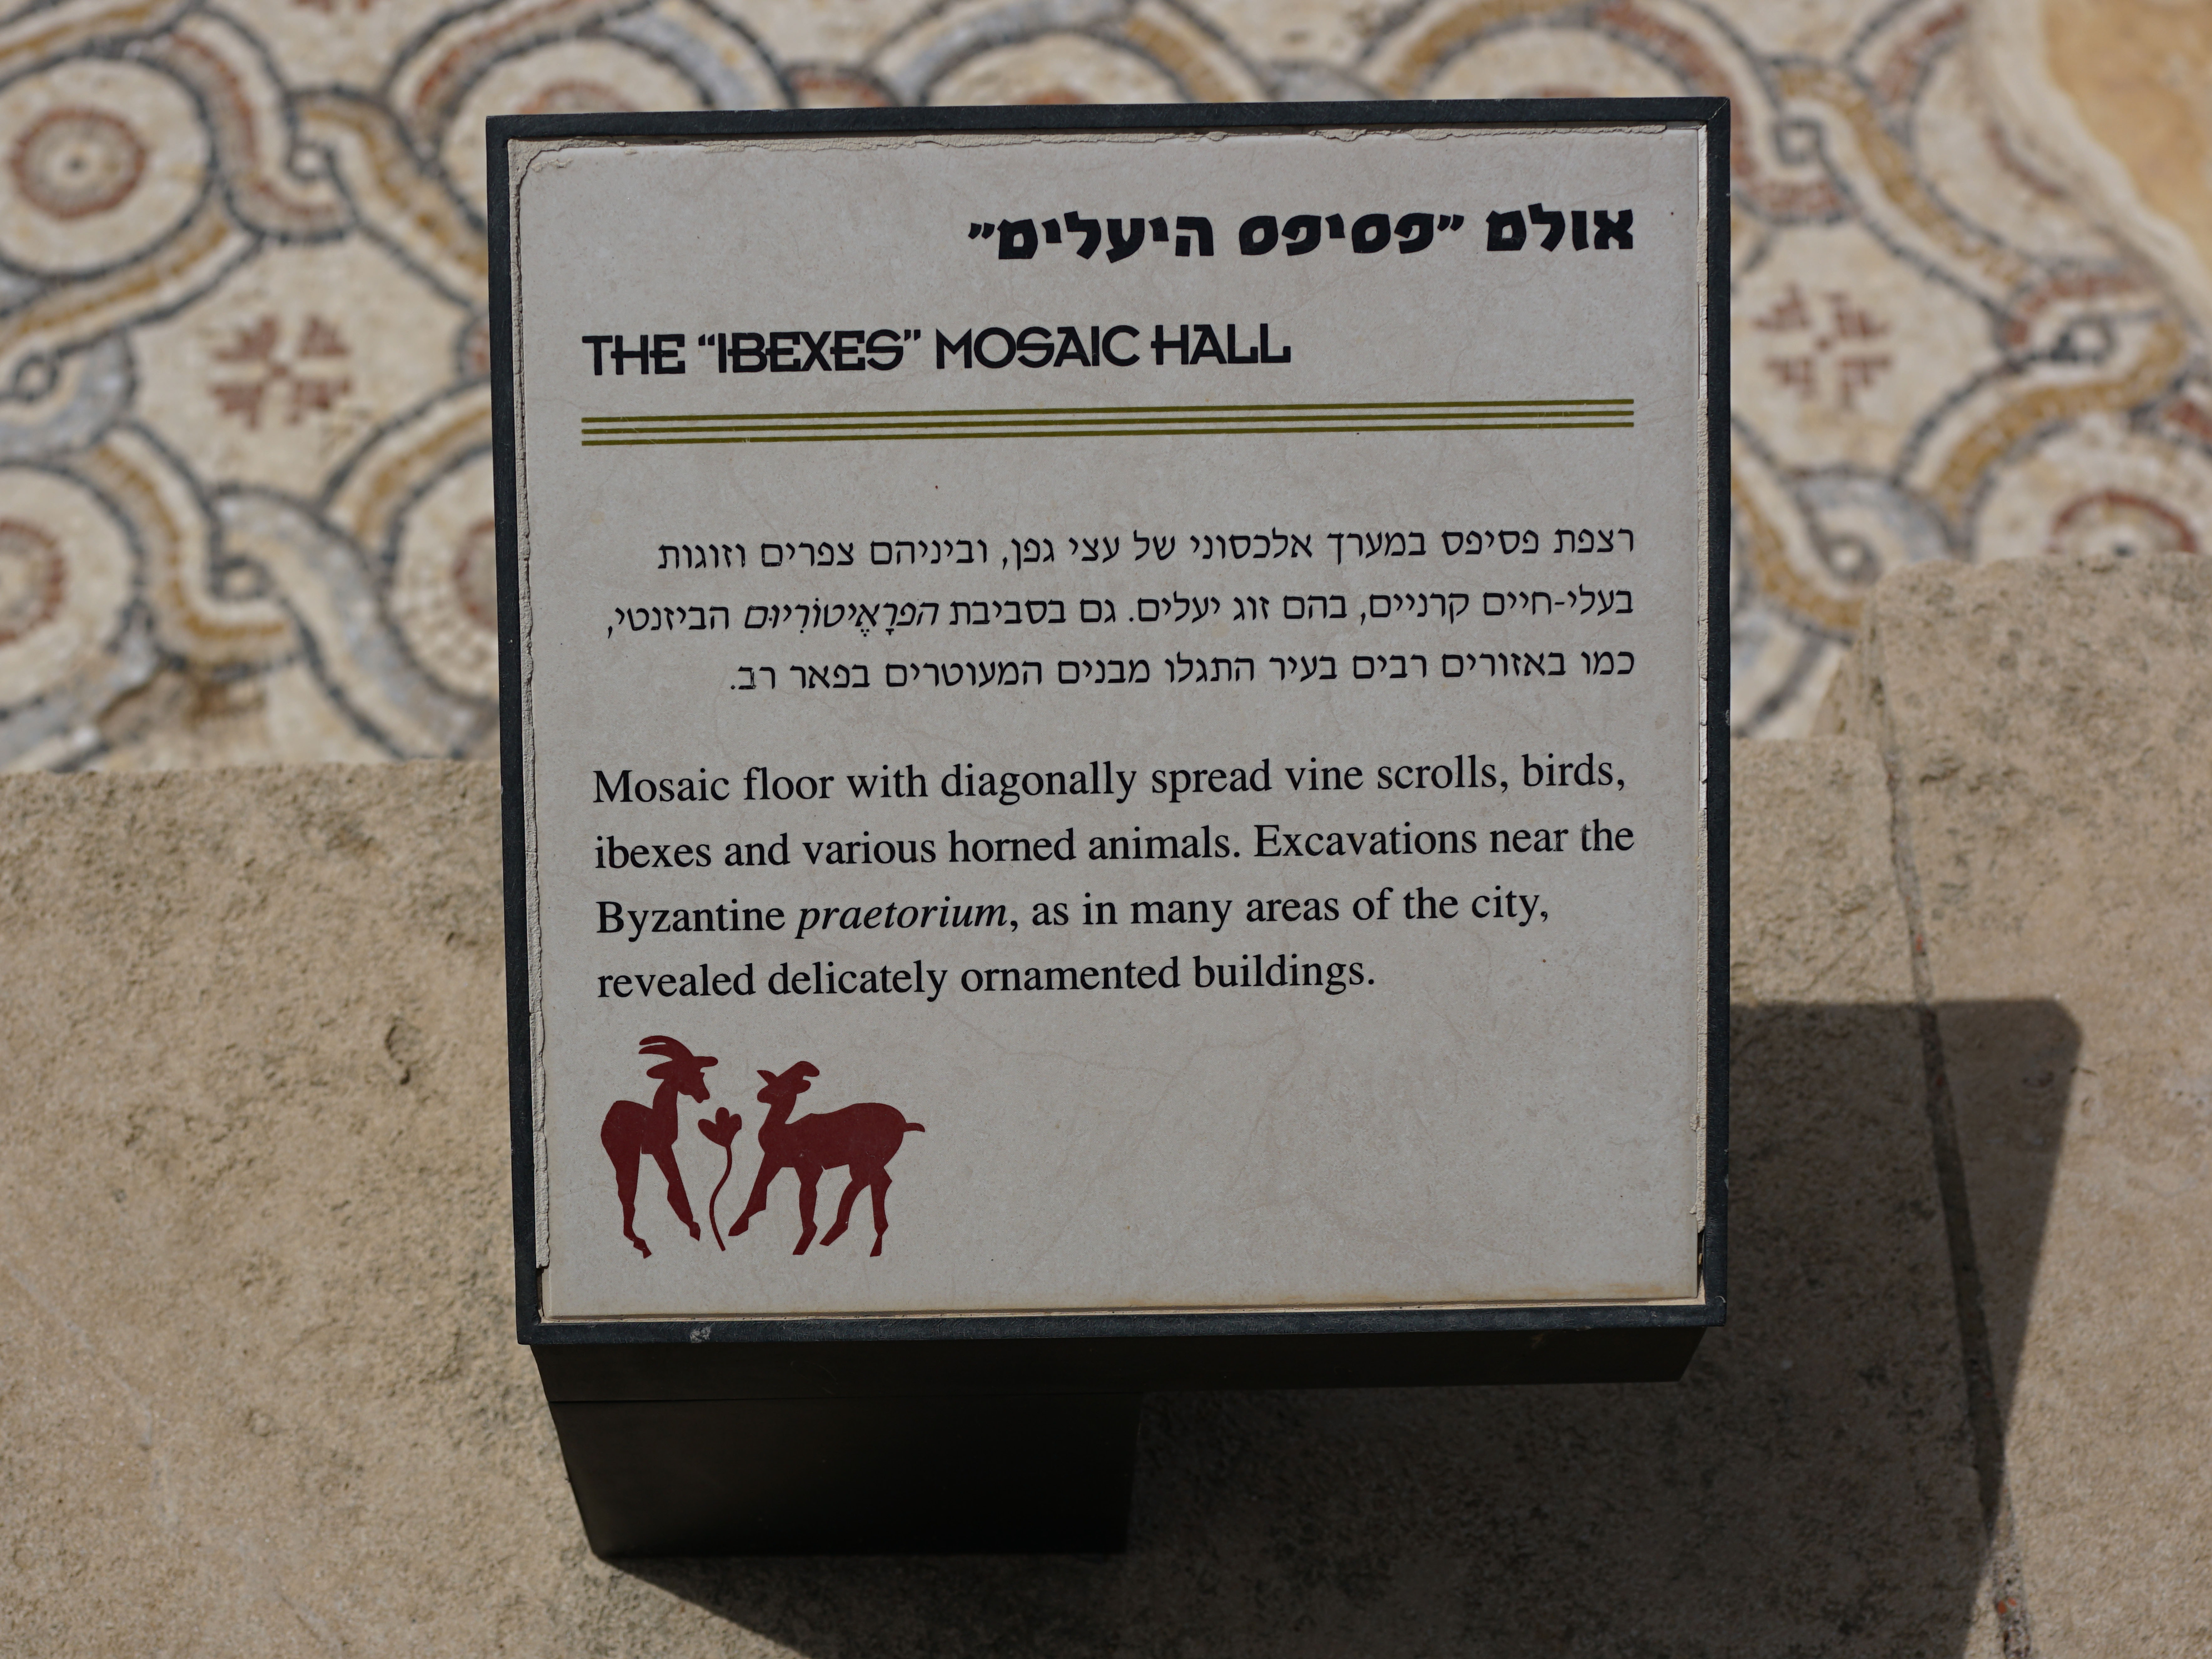 אולם ״פסיפס היעלים״
THE “IBEXES” MOSAIC HALL
רצפת פסיפס במערך אלכסוני של עצי גפן, וביניהם צפרים וזוגות
בעלי-חיים קרניים, בהם זוג יעלים. גם בסביבת הפרָאֶיטוֹרִיוּם הביזנטי,
כמו באזורים רבים בעיר התגלו מבנים המעוטרים בפאר רב.
Mosaic floor with diagonally spread vine scrolls, birds,
ibexes and various horned animals. Excavations near the
Byzantine praetorium, as in many areas of the city,
revealed delicately ornamented buildings.